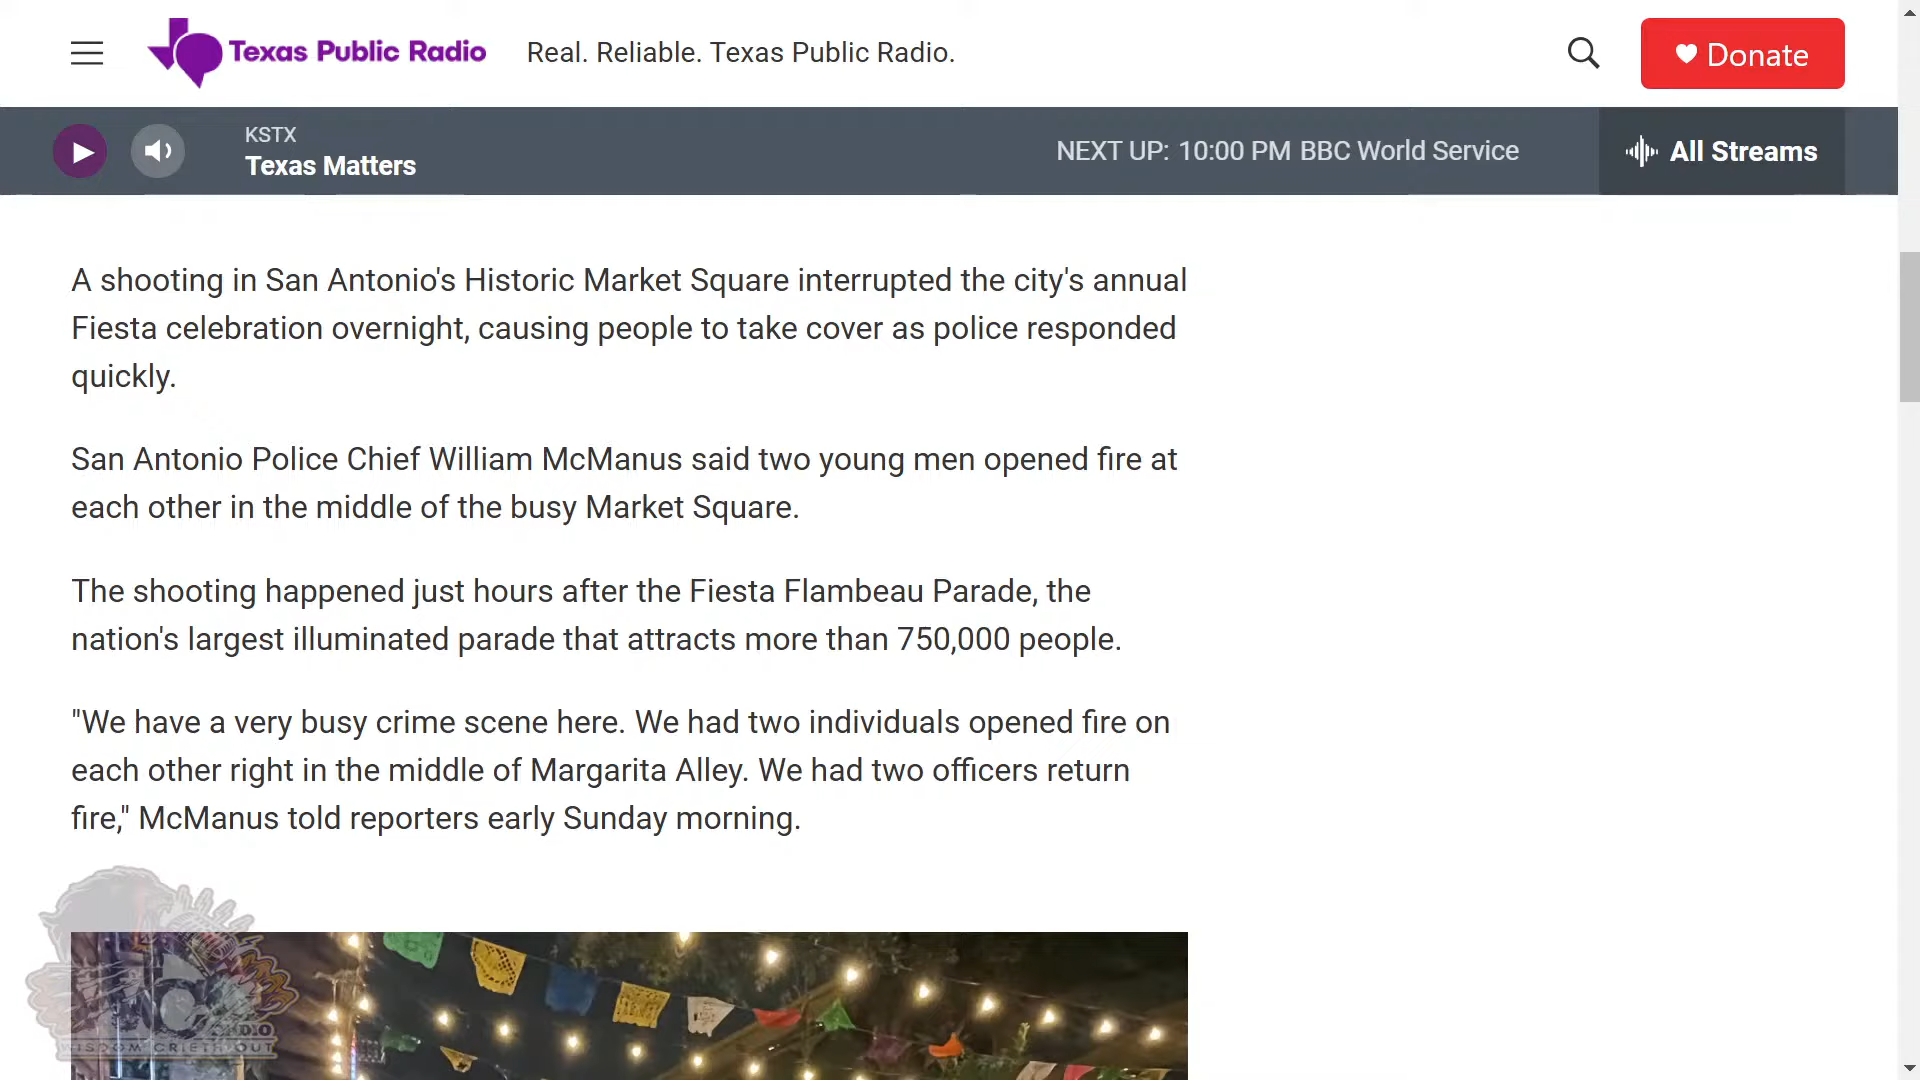 Texas Public Radio
Real. Reliable. Texas Public Radio.
Donate
KSTX
Texas Matters
NEXT UP: 10:00 PM BBC World Service
All Streams
A shooting in San Antonio's Historic Market Square interrupted the city's annual
Fiesta celebration overnight, causing people to take cover as police responded
quickly.
San Antonio Police Chief William McManus said two young men opened fire at
each other in the middle of the busy Market Square.
The shooting happened just hours after the Fiesta Flambeau Parade, the
nation's largest illuminated parade that attracts more than 750,000 people.
"We have a very busy crime scene here. We had two individuals opened fire on
each other right in the middle of Margarita Alley. We had two officers return
fire," McManus told reporters early Sunday morning.
WISDOM CRIETH OUT